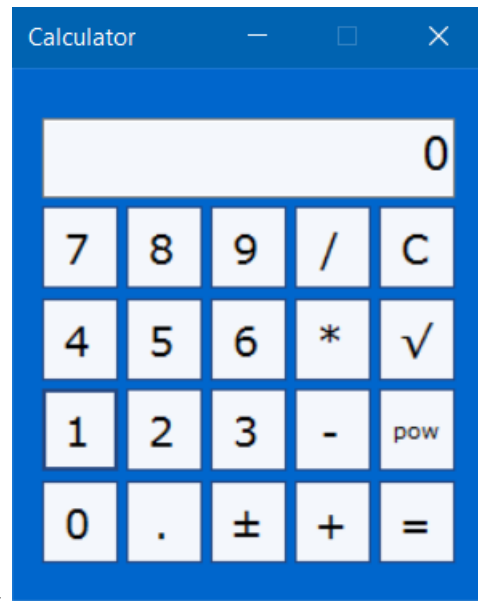 Calculator
0
7 8 9 / C
4 5 6 * √
1 2 3 - pow
0 . ± + =